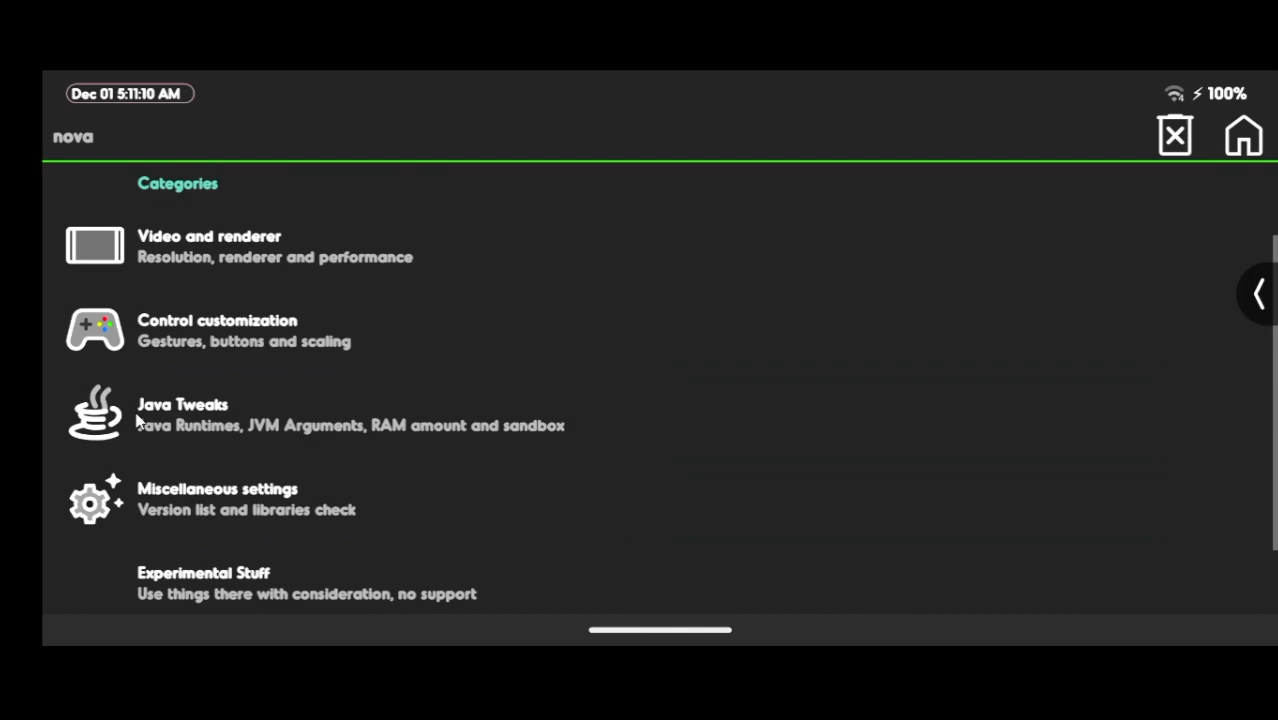 Dec 01 5:11:10 AM
4 100%
nova
Categories
Video and renderer
Resolution, renderer and performance
Control customization
Gestures, buttons and scaling
Java Tweaks
Java Runtimes, JVM Arguments, RAM amount and sandbox
Miscellaneous settings
Version list and libraries check
Experimental Stuff
Use things there with consideration, no support